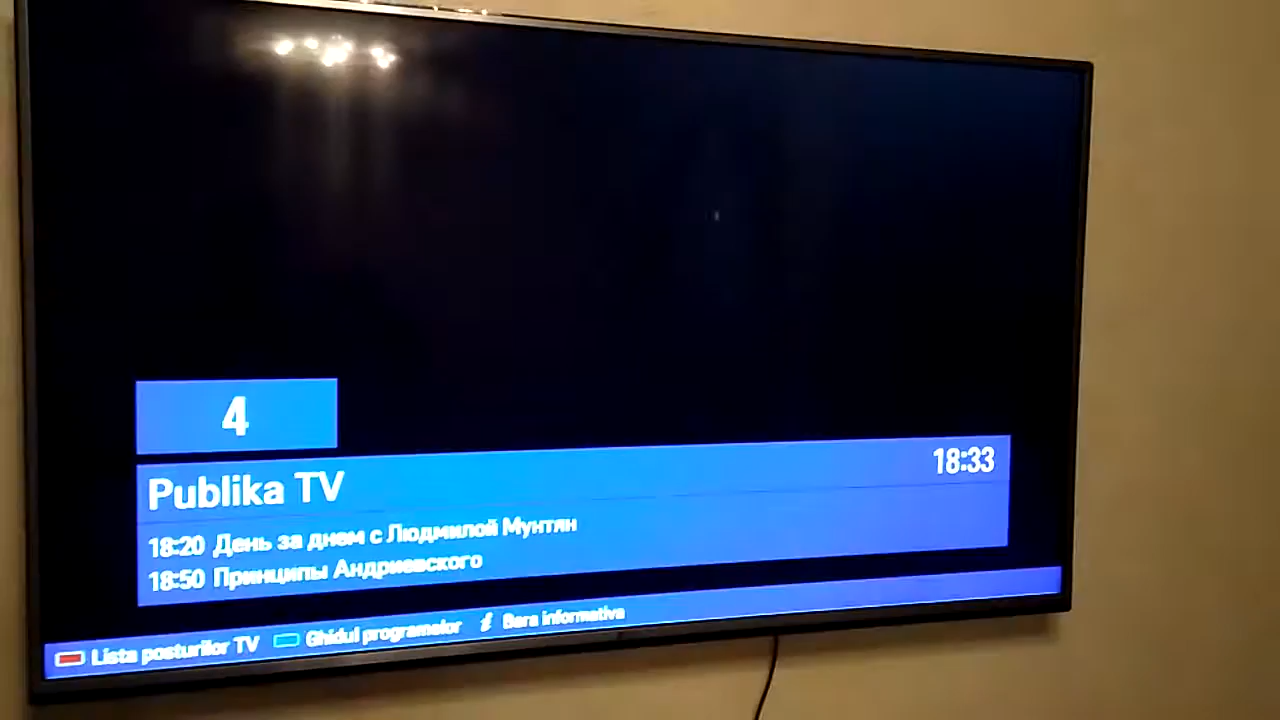 4
Publika TV
18:33
18:20 День за днем с Людмилой Мунтян
18:50 Принципы Андриевского
Lista posturilor TV Ghidul programelor i Bara informativa